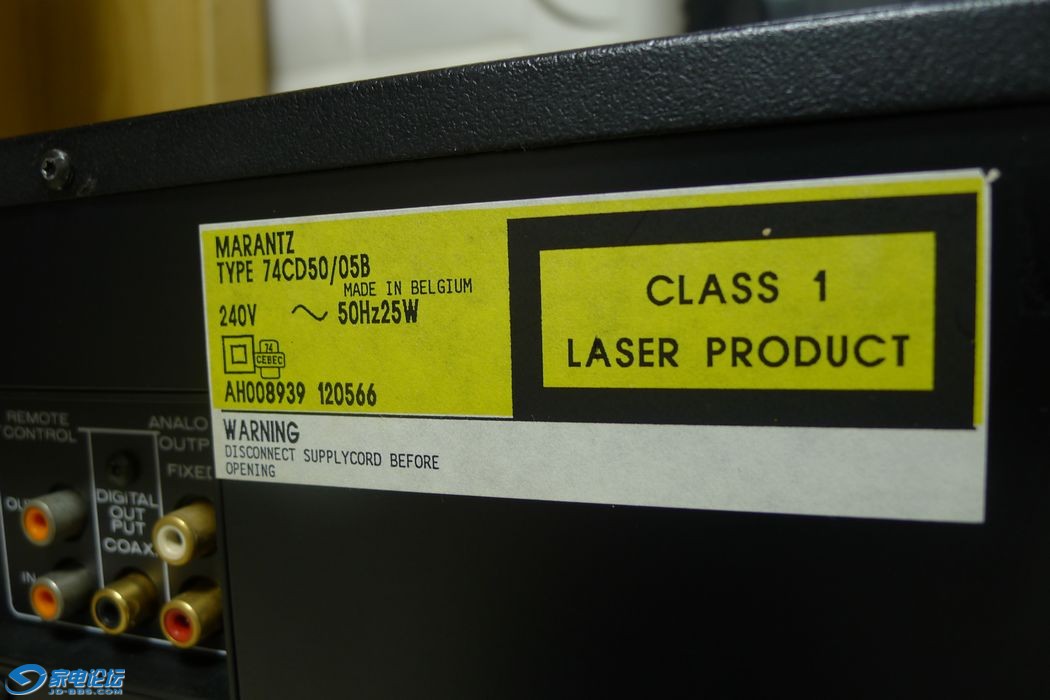 MARANTZ
TYPE 74CD50/05B
MADE IN BELGIUM
240V ~ 50Hz25W
74
CEBEC
AH008939 120566
CLASS 1
LASER PRODUCT
WARNING
DISCONNECT SUPPLYCORD BEFORE
OPENING
REMOTE
CONTROL
ANALO
OUTP
FIXED
OU
DIGITAL
OUT
PUT
COAX.
IN
家电论坛
JD-BBS.COM